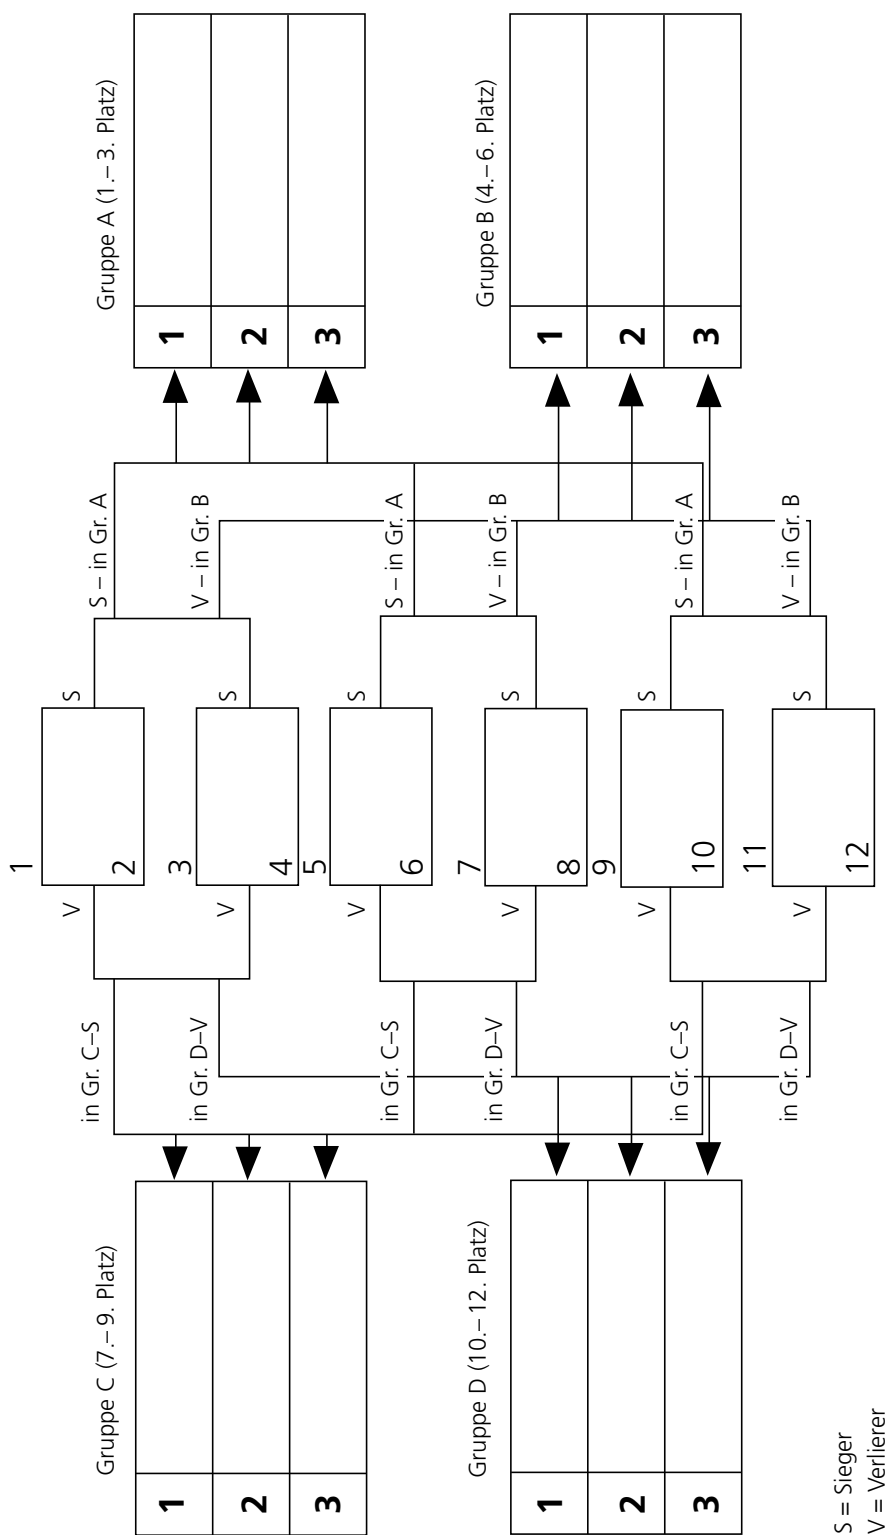 Gruppe C (7.–9. Platz)
1
2
3
Gruppe D (10.–12. Platz)
1
2
3
in Gr. C–S
in Gr. D–V
in Gr. C–S
in Gr. D–V
in Gr. C–S
in Gr. D–V
V
V
V
V
V
V
1
2
3
4
5
6
7
8
9
10
11
12
S
S
S
S
S
S
S – in Gr. A
V – in Gr. B
S – in Gr. A
V – in Gr. B
S – in Gr. A
V – in Gr. B
Gruppe A (1.–3. Platz)
1
2
3
Gruppe B (4.–6. Platz)
1
2
3
S = Sieger
V = Verlierer